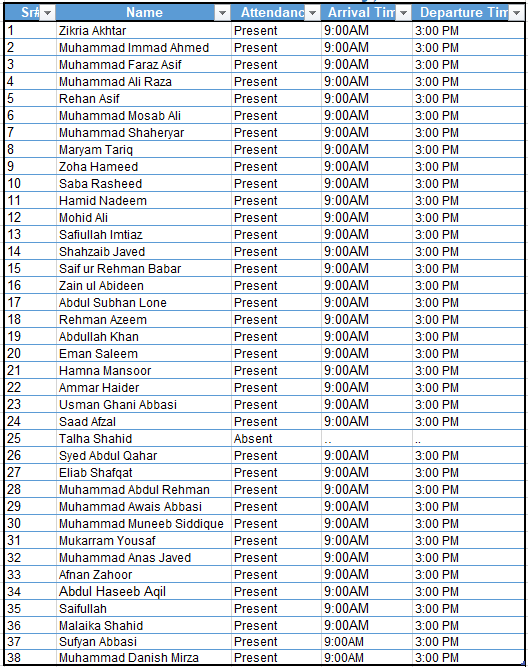 Sr# Name Attendanc Arrival Tim Departure Tim
1 Zikria Akhtar Present 9:00AM 3:00 PM
2 Muhammad Immad Ahmed Present 9:00AM 3:00 PM
3 Muhammad Faraz Asif Present 9:00AM 3:00 PM
4 Muhammad Ali Raza Present 9:00AM 3:00 PM
5 Rehan Asif Present 9:00AM 3:00 PM
6 Muhammad Mosab Ali Present 9:00AM 3:00 PM
7 Muhammad Shaheryar Present 9:00AM 3:00 PM
8 Maryam Tariq Present 9:00AM 3:00 PM
9 Zoha Hameed Present 9:00AM 3:00 PM
10 Saba Rasheed Present 9:00AM 3:00 PM
11 Hamid Nadeem Present 9:00AM 3:00 PM
12 Mohid Ali Present 9:00AM 3:00 PM
13 Safiullah Imtiaz Present 9:00AM 3:00 PM
14 Shahzaib Javed Present 9:00AM 3:00 PM
15 Saif ur Rehman Babar Present 9:00AM 3:00 PM
16 Zain ul Abideen Present 9:00AM 3:00 PM
17 Abdul Subhan Lone Present 9:00AM 3:00 PM
18 Rehman Azeem Present 9:00AM 3:00 PM
19 Abdullah Khan Present 9:00AM 3:00 PM
20 Eman Saleem Present 9:00AM 3:00 PM
21 Hamna Mansoor Present 9:00AM 3:00 PM
22 Ammar Haider Present 9:00AM 3:00 PM
23 Usman Ghani Abbasi Present 9:00AM 3:00 PM
24 Saad Afzal Present 9:00AM 3:00 PM
25 Talha Shahid Absent .. ..
26 Syed Abdul Qahar Present 9:00AM 3:00 PM
27 Eliab Shafqat Present 9:00AM 3:00 PM
28 Muhammad Abdul Rehman Present 9:00AM 3:00 PM
29 Muhammad Awais Abbasi Present 9:00AM 3:00 PM
30 Muhammad Muneeb Siddique Present 9:00AM 3:00 PM
31 Mukarram Yousaf Present 9:00AM 3:00 PM
32 Muhammad Anas Javed Present 9:00AM 3:00 PM
33 Afnan Zahoor Present 9:00AM 3:00 PM
34 Abdul Haseeb Aqil Present 9:00AM 3:00 PM
35 Saifullah Present 9:00AM 3:00 PM
36 Malaika Shahid Present 9:00AM 3:00 PM
37 Sufyan Abbasi Present 9:00AM 3:00 PM
38 Muhammad Danish Mirza Present 9:00AM 3:00 PM